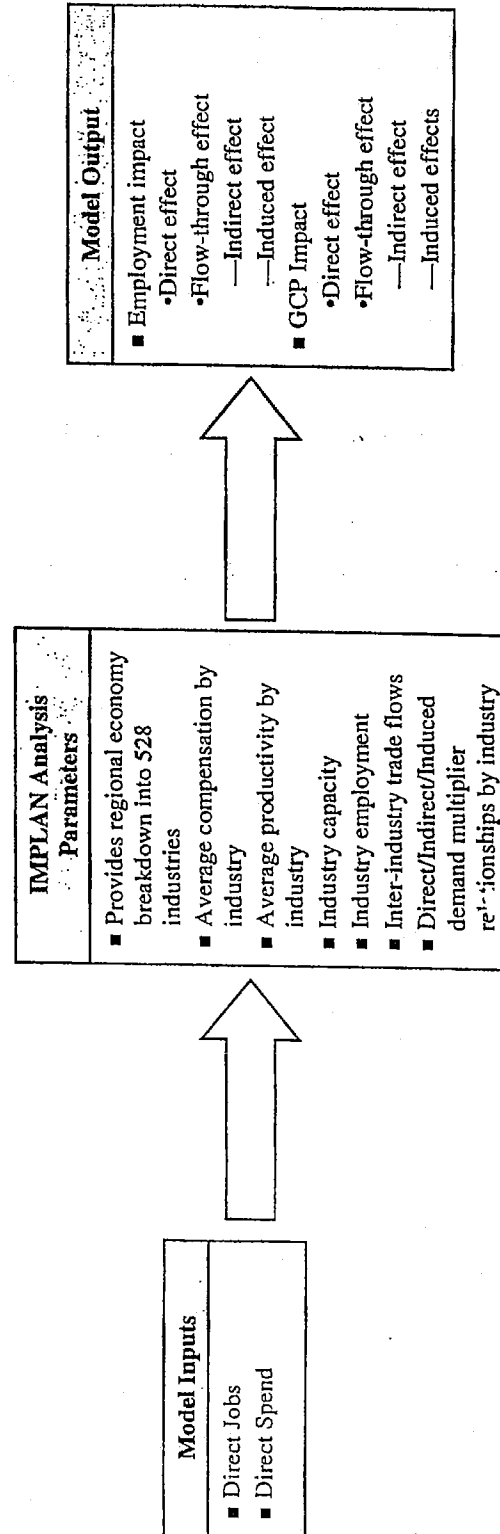 Model Inputs
■ Direct Jobs
■ Direct Spend
IMPLAN Analysis
Parameters
■ Provides regional economy
breakdown into 528
industries
■ Average compensation by
industry
■ Average productivity by
industry
■ Industry capacity
■ Industry employment
■ Inter-industry trade flows
■ Direct/Indirect/Induced
demand multiplier
by industry
Model Output
■ Employment impact
•Direct effect
•Flow-through effect
—Indirect effect
—Induced effect
■ GCP Impact
•Direct effect
•Flow-through effect
—Indirect effect
—Induced effects